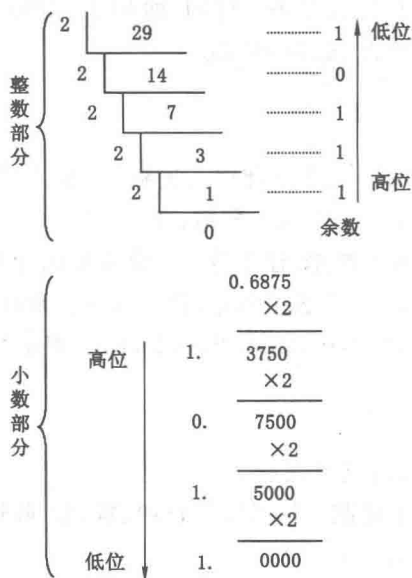 2 29 ………… 1 低位
2 14 ………… 0
2 7 ………… 1
2 3 ………… 1
2 1 ………… 1 高位
0 余数
整数部分
0.6875
×2
高位 1. 3750
×2
0. 7500
×2
1. 5000
×2
低位 1. 0000
小数部分